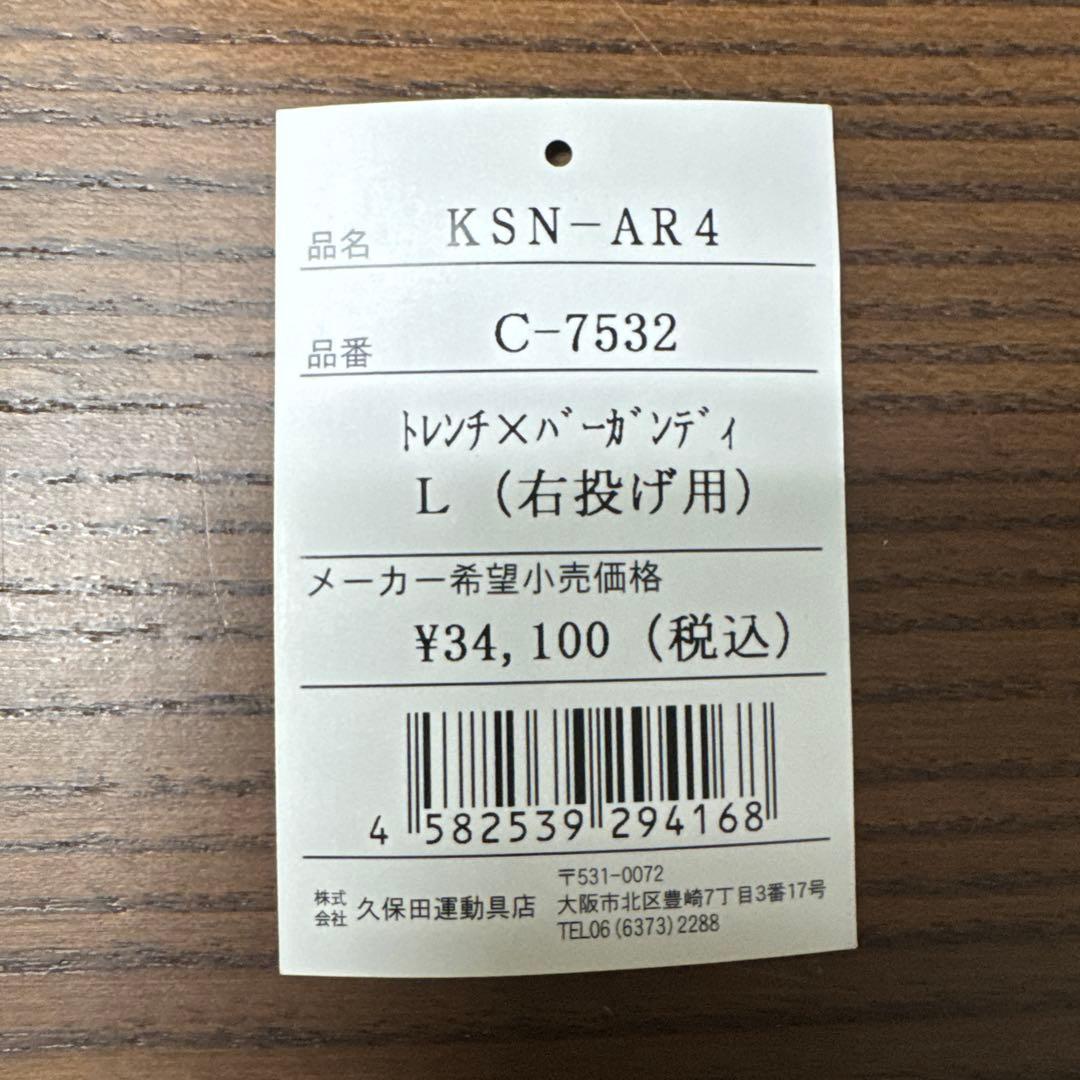 品名 KSN-AR4
品番 C-7532
ﾄﾚﾝﾁ×ﾊﾞｰｶﾞﾝﾃﾞｨ
L（右投げ用）
メーカー希望小売価格
¥34,100（税込）
4 582539 294168
株式会社 久保田運動具店
〒531-0072
大阪市北区豊崎7丁目3番17号
TEL06(6373)2288